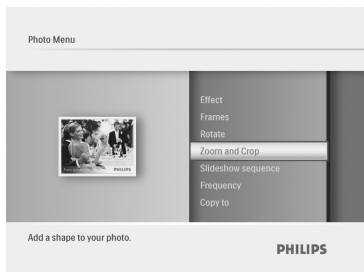 Photo Menu
Effect
Frames
Rotate
Zoom and Crop
Slideshow sequence
Frequency
Copy to
PHILIPS
Add a shape to your photo.
PHILIPS